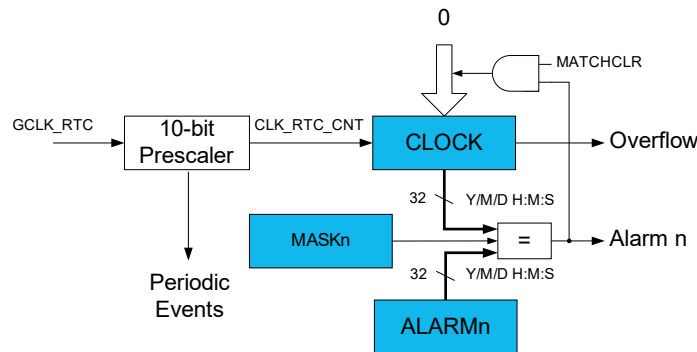 0
MATCHCLR
GCLK_RTC
10-bit
Prescaler
CLK_RTC_CNT
CLOCK
Overflow
32
Y/M/D H:M:S
MASKn
=
Alarm n
Periodic
Events
32
Y/M/D H:M:S
ALARMn